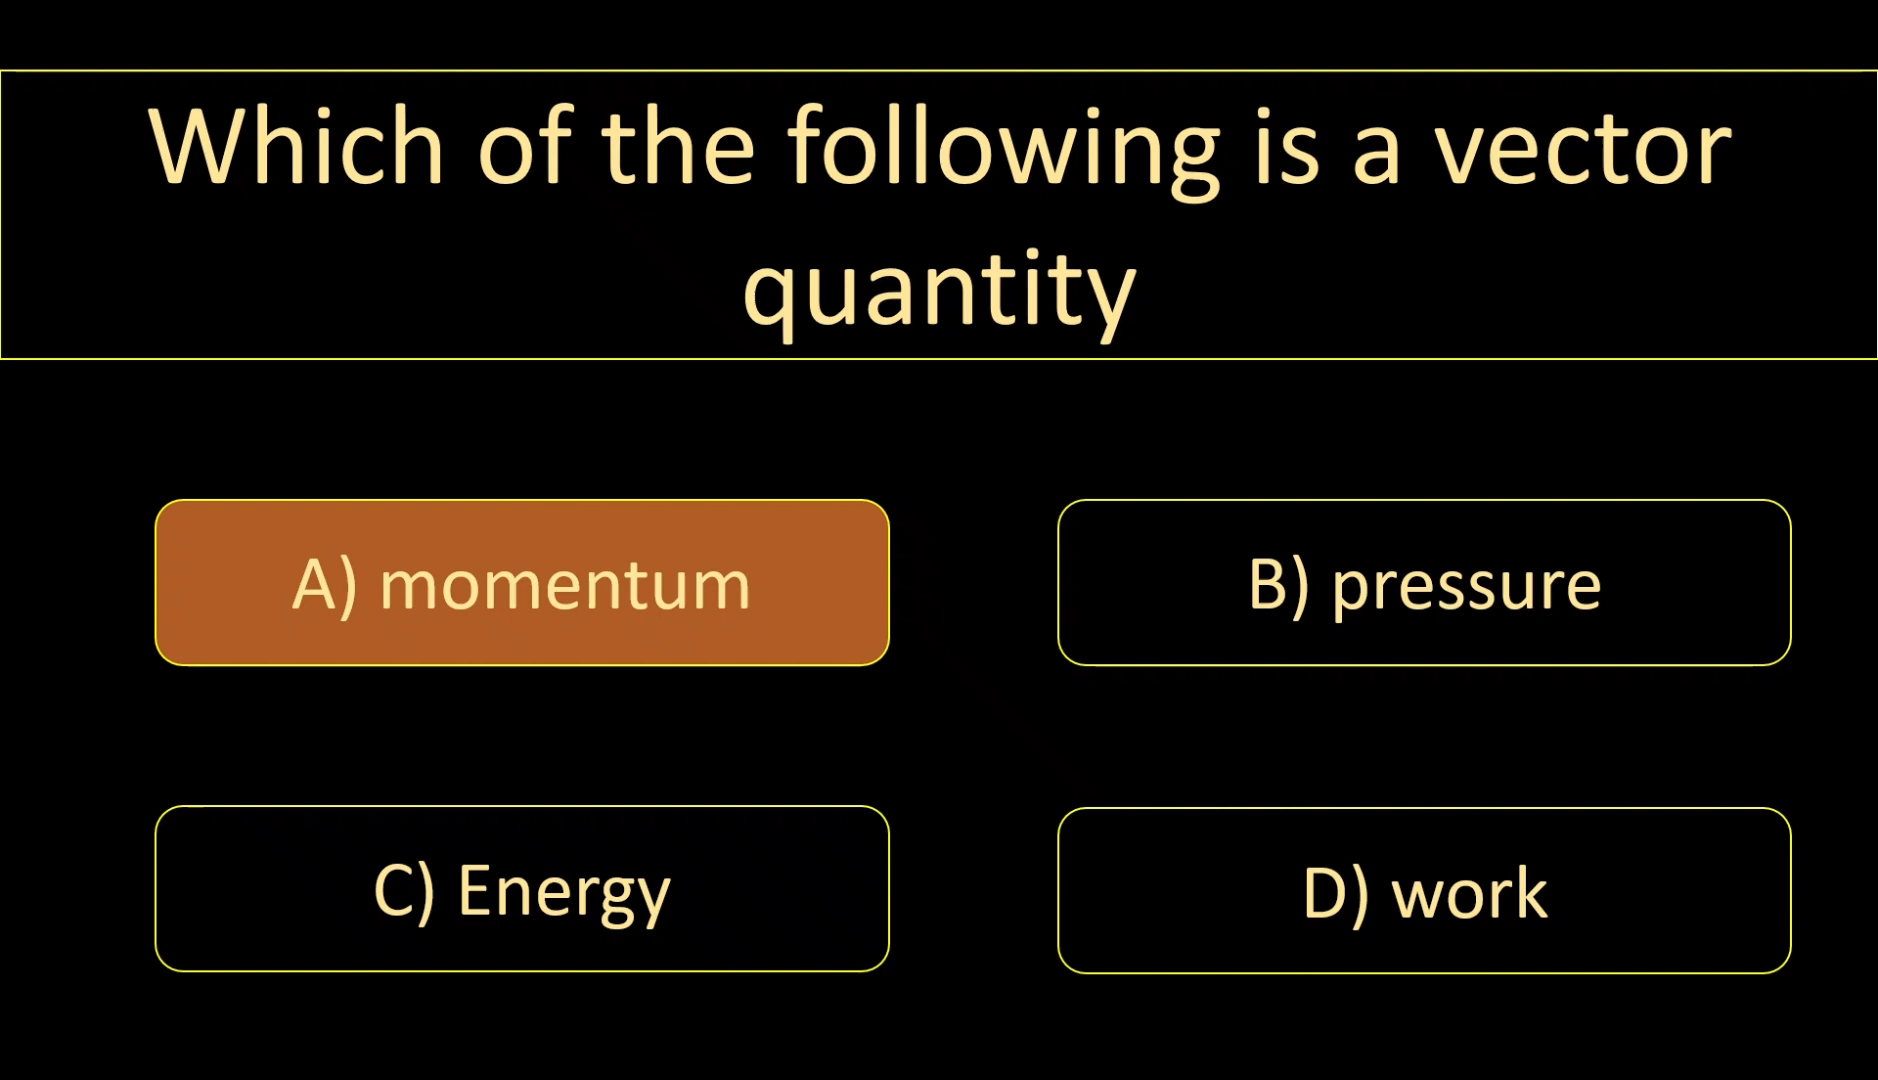 Which of the following is a vector
quantity
A) momentum
B) pressure
C) Energy
D) work